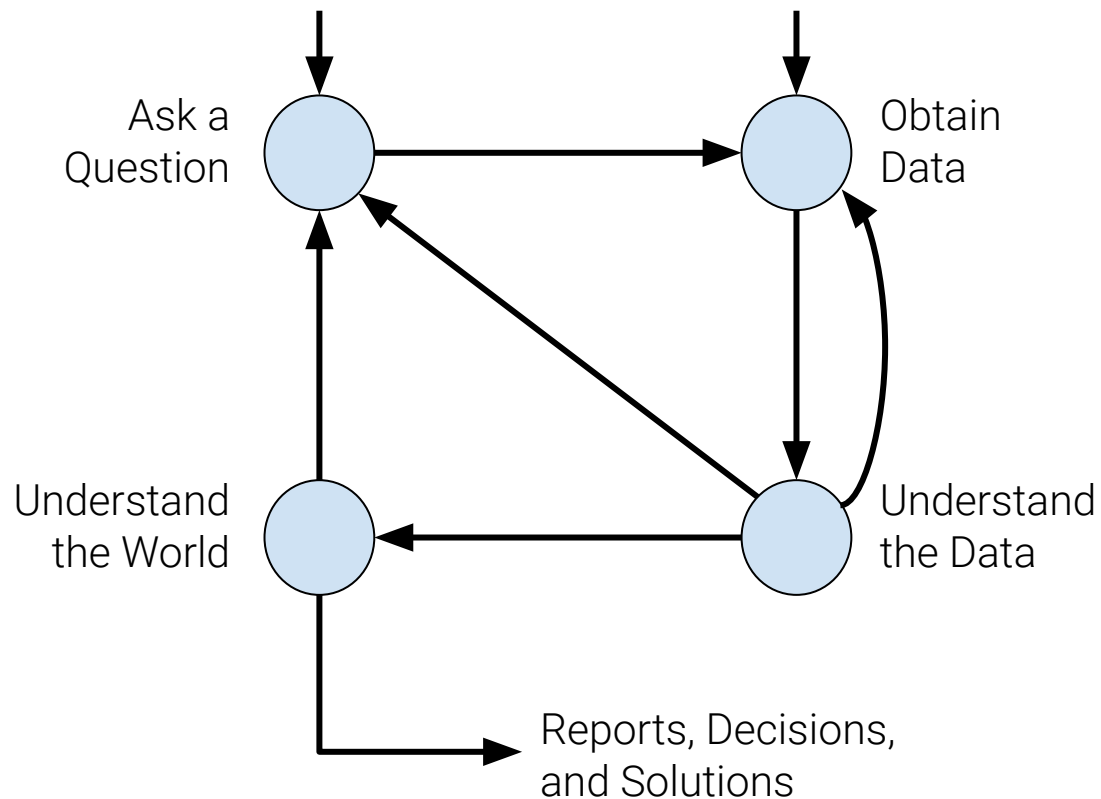 Ask a
Question
Obtain
Data
Understand
the World
Understand
the Data
Reports, Decisions,
and Solutions